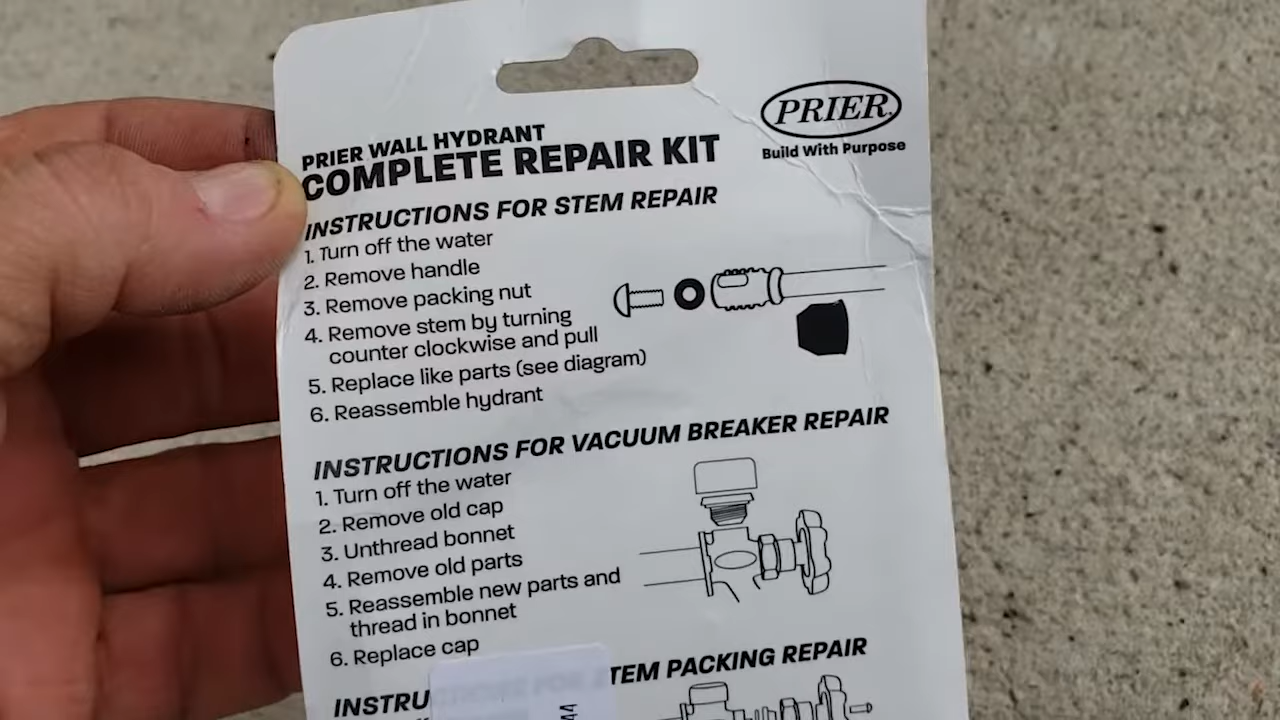 PRIER WALL HYDRANT
COMPLETE REPAIR KIT
PRIER
Build With Purpose
INSTRUCTIONS FOR STEM REPAIR
1. Turn off the water
2. Remove handle
3. Remove packing nut
4. Remove stem by turning
counter clockwise and pull
5. Replace like parts (see diagram)
6. Reassemble hydrant
INSTRUCTIONS FOR VACUUM BREAKER REPAIR
1. Turn off the water
2. Remove old cap
3. Unthread bonnet
4. Remove old parts
5. Reassemble new parts and
thread in bonnet
6. Replace cap
INSTRUCTIONS FOR STEM PACKING REPAIR
44